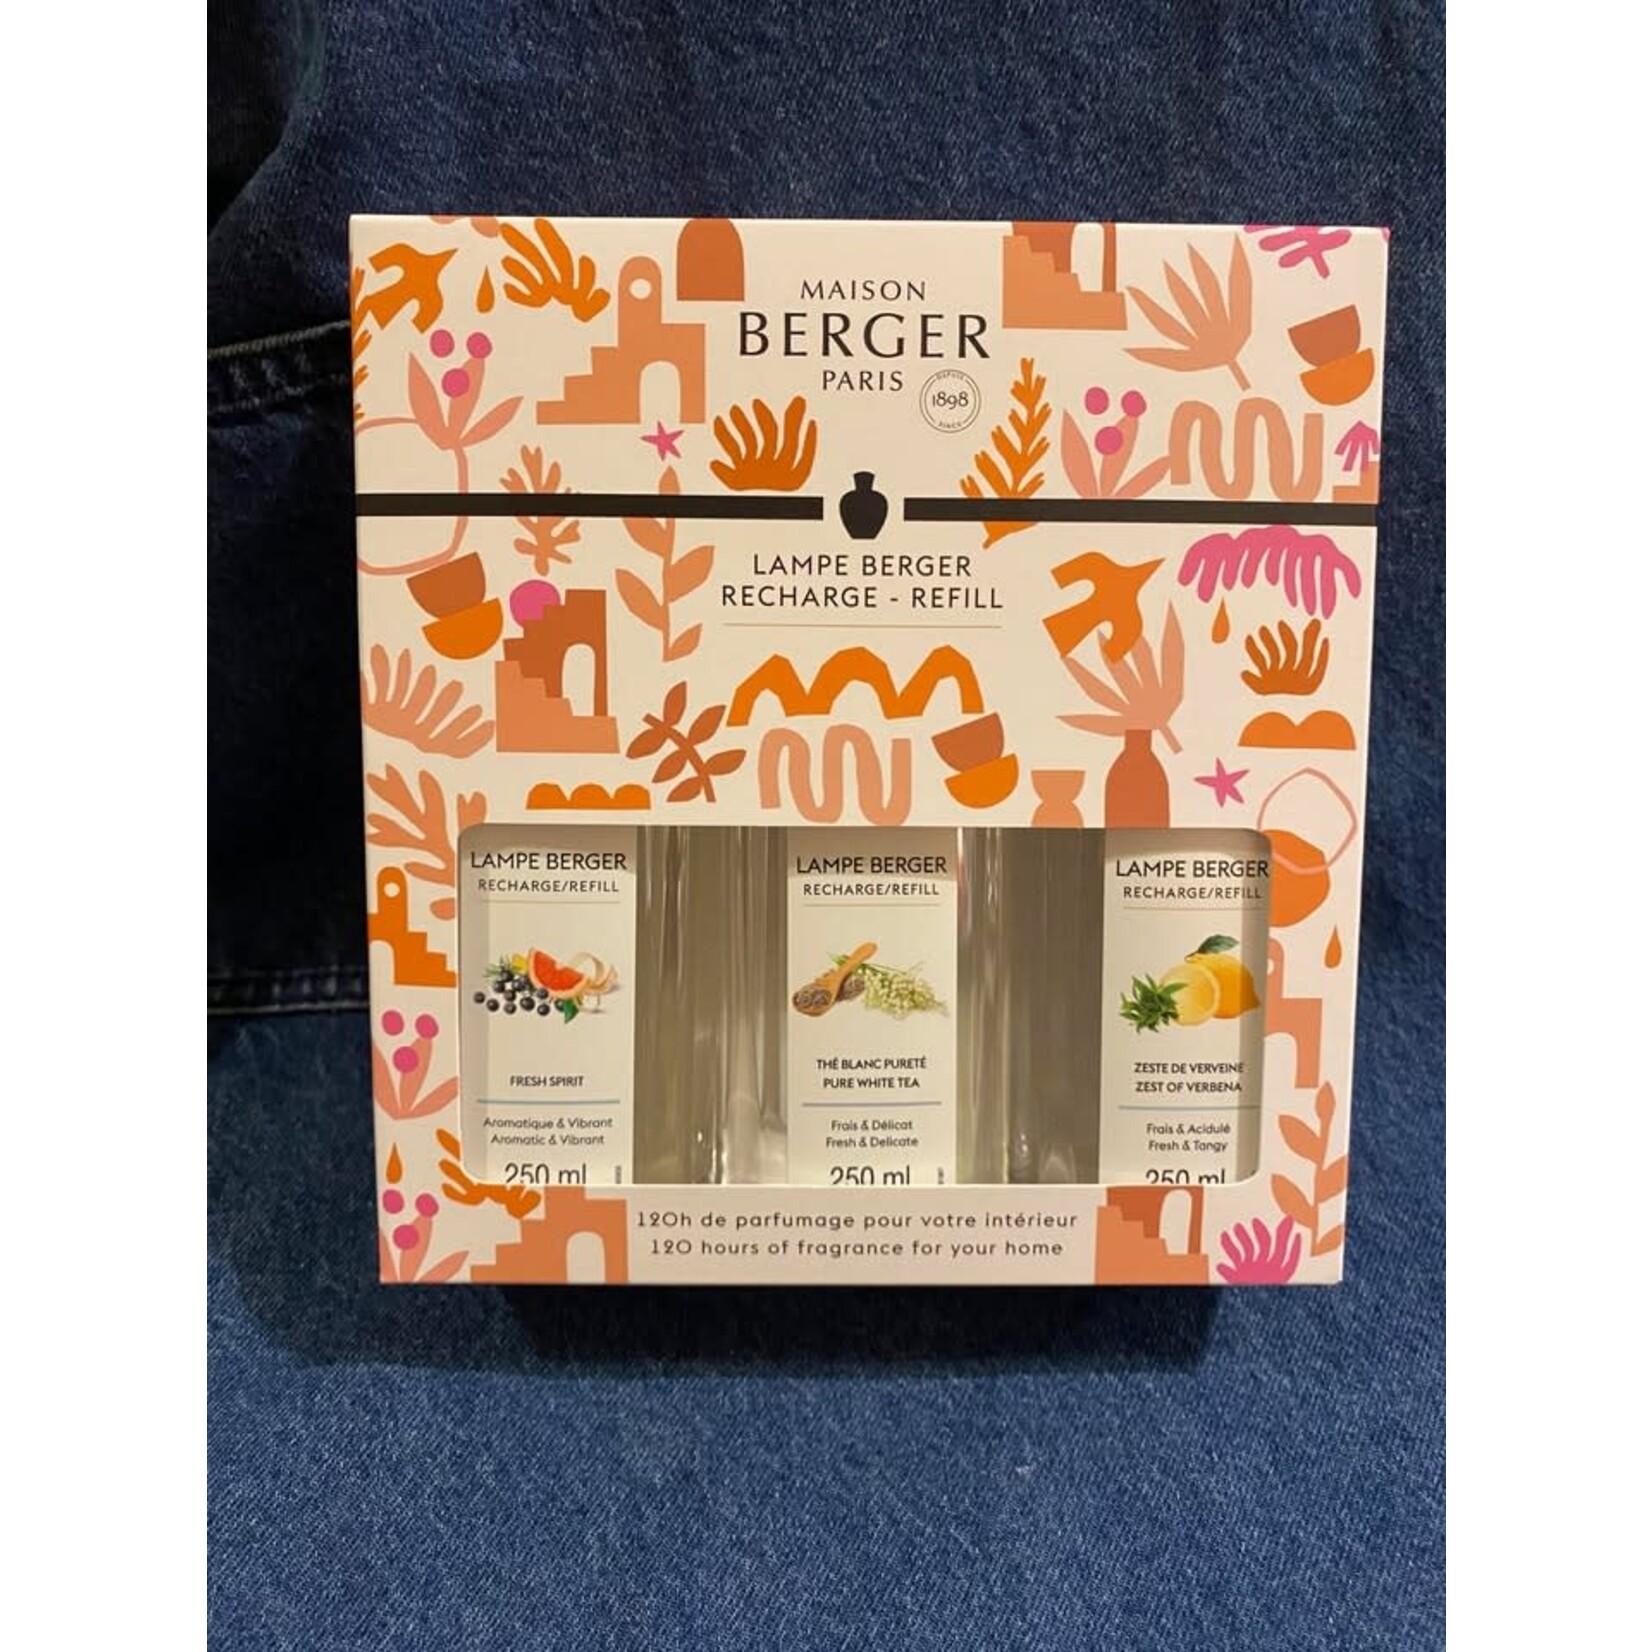 MAISON
BERGER
PARIS
DEPUIS
1898
SINCE
LAMPE BERGER
RECHARGE - REFILL
LAMPE BERGER
RECHARGE/REFILL
FRESH SPIRIT
Aromatique & Vibrant
Aromatic & Vibrant
250 ml
LAMPE BERGER
RECHARGE/REFILL
THÉ BLANC PURETÉ
PURE WHITE TEA
Frais & Délicat
Fresh & Delicate
250 ml
LAMPE BERGER
RECHARGE/REFILL
ZESTE DE VERVEINE
ZEST OF VERBENA
Frais & Acidulé
Fresh & Tangy
250 ml
120h de parfumage pour votre intérieur
120 hours of fragrance for your home